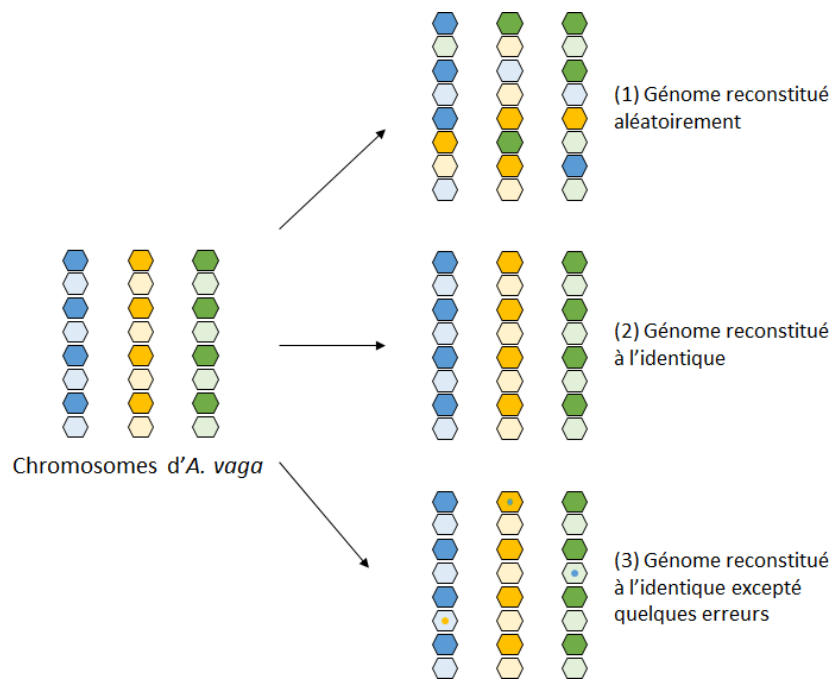 (1) Génome reconstitué
aléatoirement
(2) Génome reconstitué
à l'identique
Chromosomes d'A. vaga
(3) Génome reconstitué
à l'identique excepté
quelques erreurs